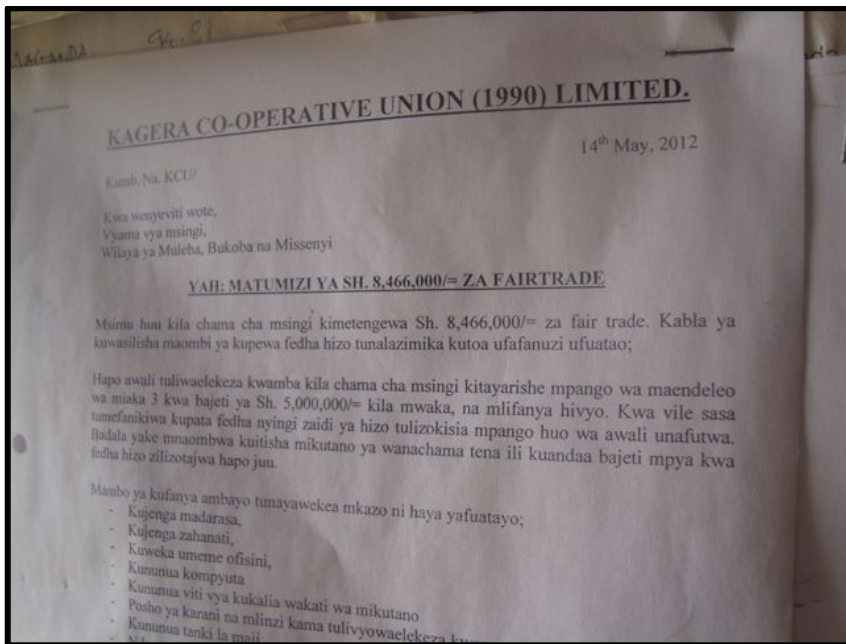 KAGERA CO-OPERATIVE UNION (1990) LIMITED.
14th May, 2012
Kumb. Na. KCU/
Kwa wenyeviti wote,
Vyama vya msingi,
Wilaya ya Muleba, Bukoba na Missenyi
YAH: MATUMIZI YA SH. 8,466,000/= ZA FAIRTRADE
Msimu huu kila chama cha msingi kimetengewa Sh. 8,466,000/= za fair trade. Kabla ya
kuwasilisha maombi ya kupewa fedha hizo tunalazimika kutoa ufafanuzi ufuatao;
Hapo awali tuliwaelekeza kwamba kila chama cha msingi kitayarishe mpango wa maendeleo
wa miaka 3 kwa bajeti ya Sh. 5,000,000/= kila mwaka, na mlifanya hivyo. Kwa vile sasa
tumefanikiwa kupata fedha nyingi zaidi ya hizo tulizokisia mpango huo wa awali unafutwa.
Badala yake mnaombwa kuitisha mikutano ya wanachama tena ili kuandaa bajeti mpya kwa
fedha hizo zilizotajwa hapo juu.
Mambo ya kufanya ambayo tunayawekea mkazo ni haya yafuatayo;
- Kujenga madarasa,
- Kujenga zahanati,
- Kuweka umeme ofisini,
- Kununua kompyuta
- Kununua viti vya kukalia wakati wa mikutano
- Posho ya karani na mlinzi kama tulivyowaelekeza
- Kununua tanki la maji